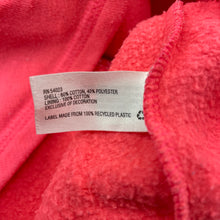 RN 54023
SHELL : 60% COTTON, 40% POLYESTER
LINING : 100% COTTON
EXCLUSIVE OF DECORATION
LABEL MADE FROM 100% RECYCLED PLASTIC